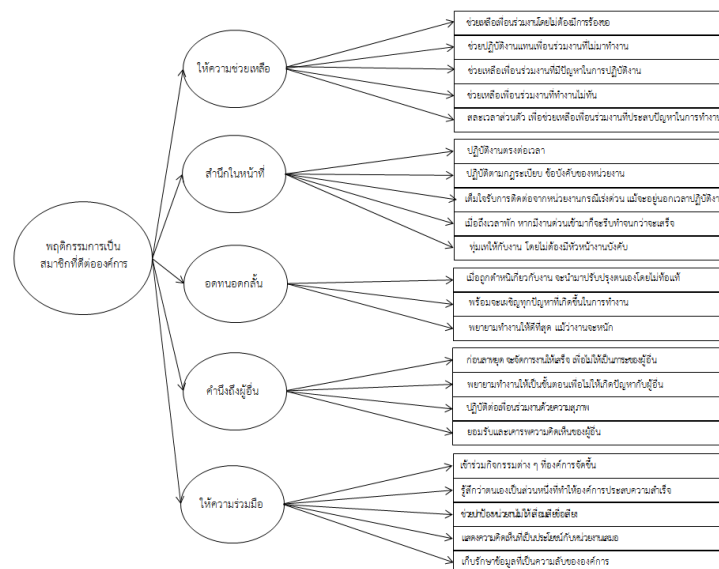 พฤติกรรมการเป็น
สมาชิกที่ดีต่อองค์การ
ให้ความช่วยเหลือ
ช่วยเหลือเพื่อนร่วมงานโดยไม่ต้องมีการร้องขอ
ช่วยปฏิบัติงานแทนเพื่อนร่วมงานที่ไม่มาทำงาน
ช่วยเหลือเพื่อนร่วมงานที่มีปัญหาในการปฏิบัติงาน
ช่วยเหลือเพื่อนร่วมงานที่ทำงานไม่ทัน
สละเวลาส่วนตัว เพื่อช่วยเหลือเพื่อนร่วมงานที่ประสบปัญหาในการทำงาน
สำนึกในหน้าที่
ปฏิบัติงานตรงต่อเวลา
ปฏิบัติตามกฎระเบียบ ข้อบังคับของหน่วยงาน
เต็มใจรับการติดต่อจากหน่วยงานกรณีเร่งด่วน แม้จะอยู่นอกเวลาปฏิบัติงาน
เมื่อถึงเวลาพัก หากมีงานด่วนเข้ามาก็จะรีบทำจนกว่าจะเสร็จ
ทุ่มเทให้กับงาน โดยไม่ต้องมีหัวหน้างานบังคับ
อดทนอดกลั้น
เมื่อถูกตำหนิเกี่ยวกับงาน จะนำมาปรับปรุงตนเองโดยไม่ท้อแท้
พร้อมจะเผชิญทุกปัญหาที่เกิดขึ้นในการทำงาน
พยายามทำงานให้ดีที่สุด แม้ว่างานจะหนัก
คำนึงถึงผู้อื่น
ก่อนลาหยุด จะจัดการงานให้เสร็จ เพื่อไม่ให้เป็นภาระของผู้อื่น
พยายามทำงานให้เป็นขั้นตอนเพื่อไม่ให้เกิดปัญหากับผู้อื่น
ปฏิบัติต่อเพื่อนร่วมงานด้วยความสุภาพ
ยอมรับและเคารพความคิดเห็นของผู้อื่น
ให้ความร่วมมือ
เข้าร่วมกิจกรรมต่าง ๆ ที่องค์การจัดขึ้น
รู้สึกว่าตนเองเป็นส่วนหนึ่งที่ทำให้องค์การประสบความสำเร็จ
ช่วยปกป้องหน่วยงานไม่ให้เสื่อมเสียชื่อเสียง
แสดงความคิดเห็นที่เป็นประโยชน์กับหน่วยงานเสมอ
เก็บรักษาข้อมูลที่เป็นความลับขององค์การ